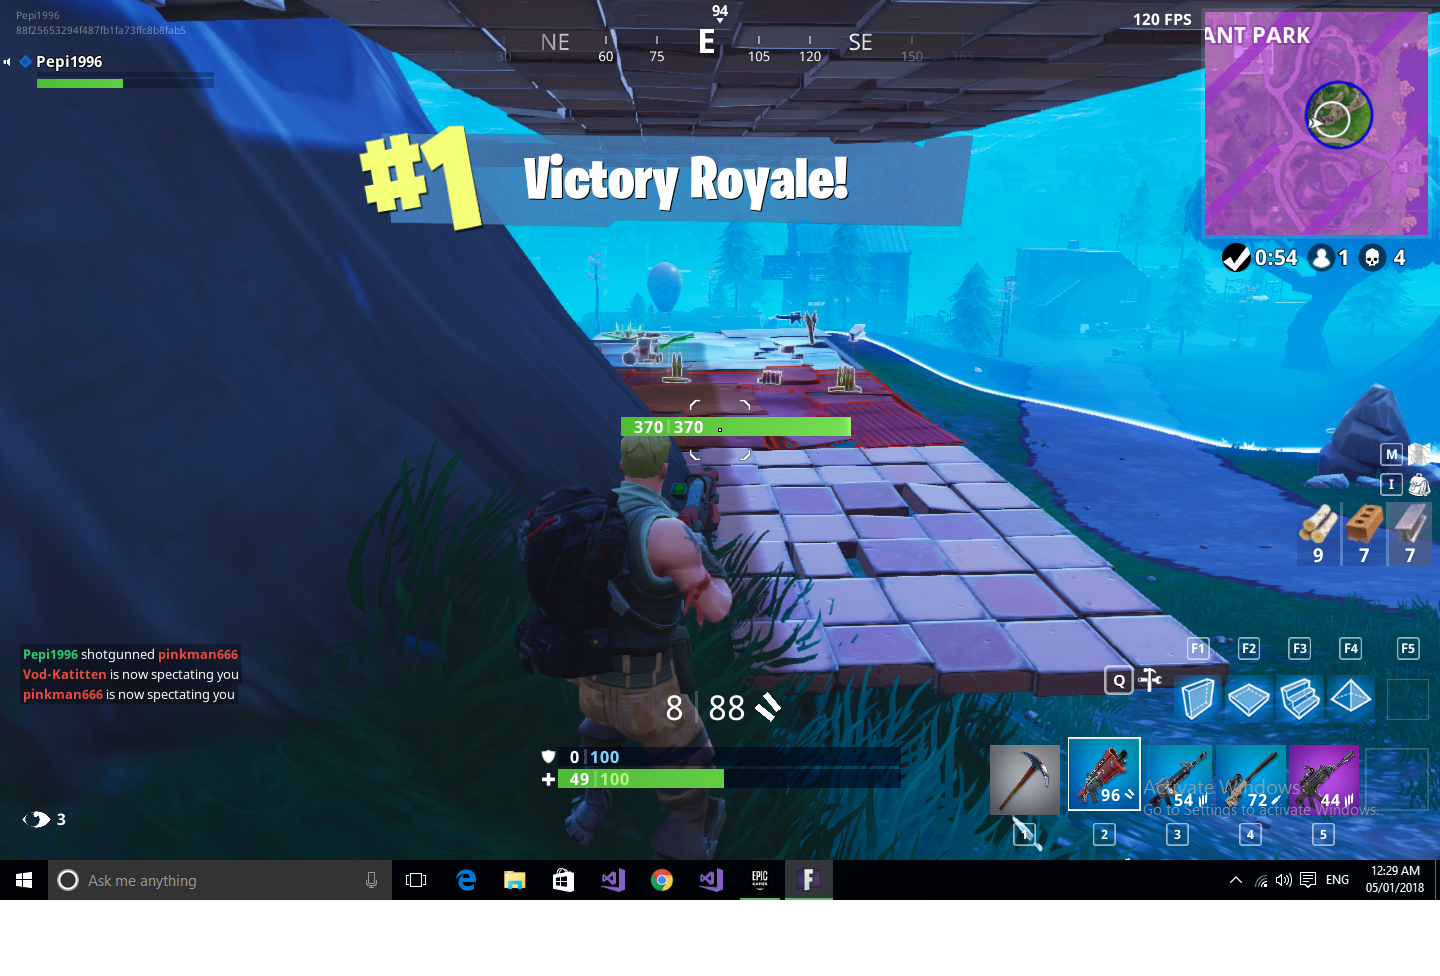 Pepi1996
88f25653294f487fb1fa73ffc8b8fab5
Pepi1996
94
NE E SE
30 60 75 105 120 150 165
120 FPS
ANT PARK
#1 Victory Royale!
0:54 1 4
370 370
M
I
9 7 7
Pepi1996 shotgunned pinkman666
Vod-Katitten is now spectating you
pinkman666 is now spectating you
F1 F2 F3 F4 F5
Q
8 88
0 100
49 100
96 54 72 44
Activate Windows
Go to Settings to activate Windows.
3
1 2 3 4 5
Ask me anything
EPIC
GAMES
F
ENG
12:29 AM
05/01/2018